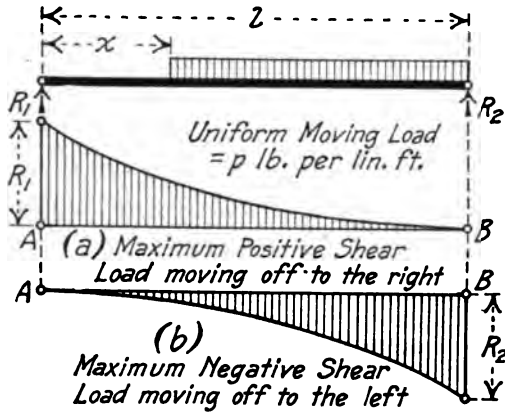 l
x
R1
R2
Uniform Moving Load
= p lb. per lin. ft.
R1
A
B
(a) Maximum Positive Shear
Load moving off to the right
A
B
(b)
R2
Maximum Negative Shear
Load moving off to the left